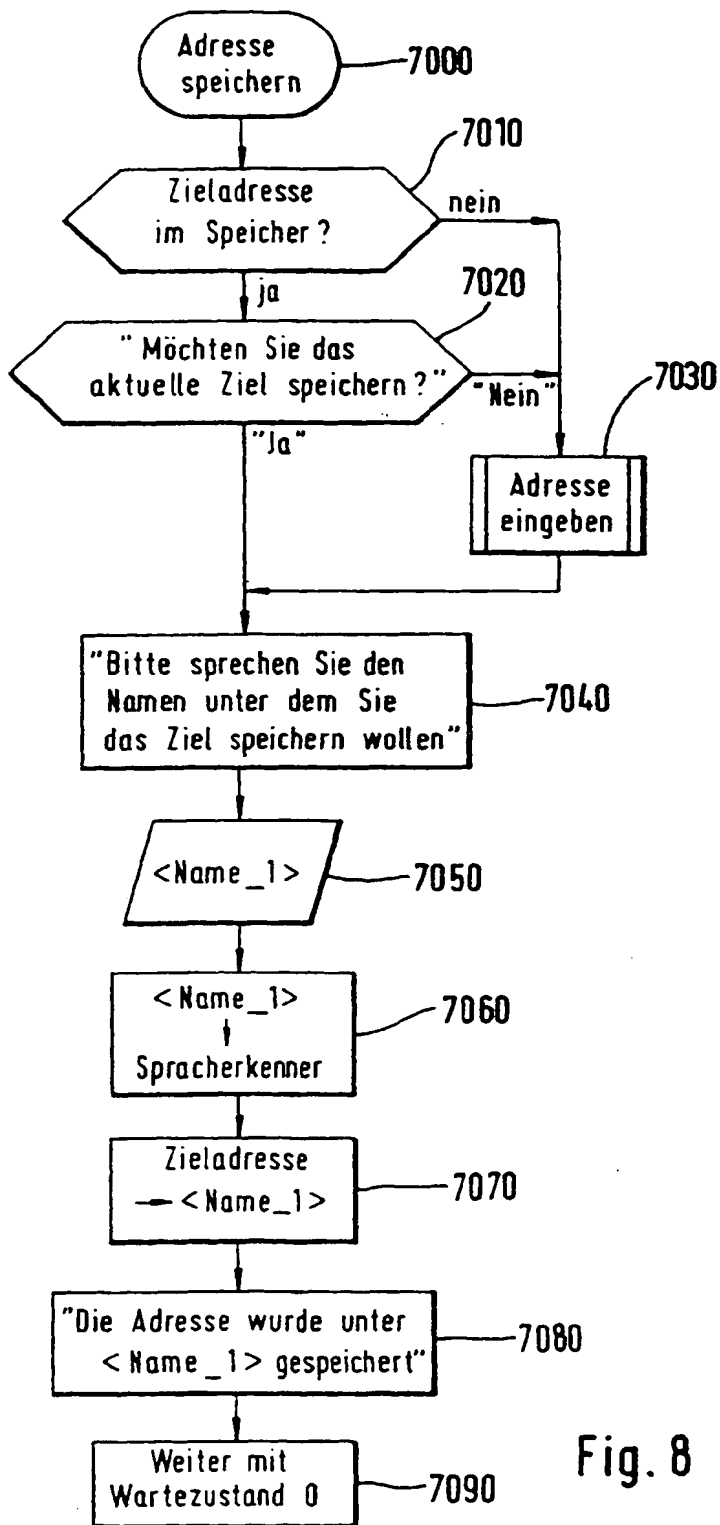 Adresse
speichern
7000
7010
Zieladresse
im Speicher?
nein
ja
7020
"Möchten Sie das
aktuelle Ziel speichern?"
"Nein"
"Ja"
7030
Adresse
eingeben
"Bitte sprechen Sie den
Namen unter dem Sie
das Ziel speichern wollen"
7040
<Name_1>
7050
<Name_1>
Spracherkenner
7060
Zieladresse
→ <Name_1>
7070
"Die Adresse wurde unter
<Name_1> gespeichert"
7080
Weiter mit
Wartezustand 0
7090
Fig. 8